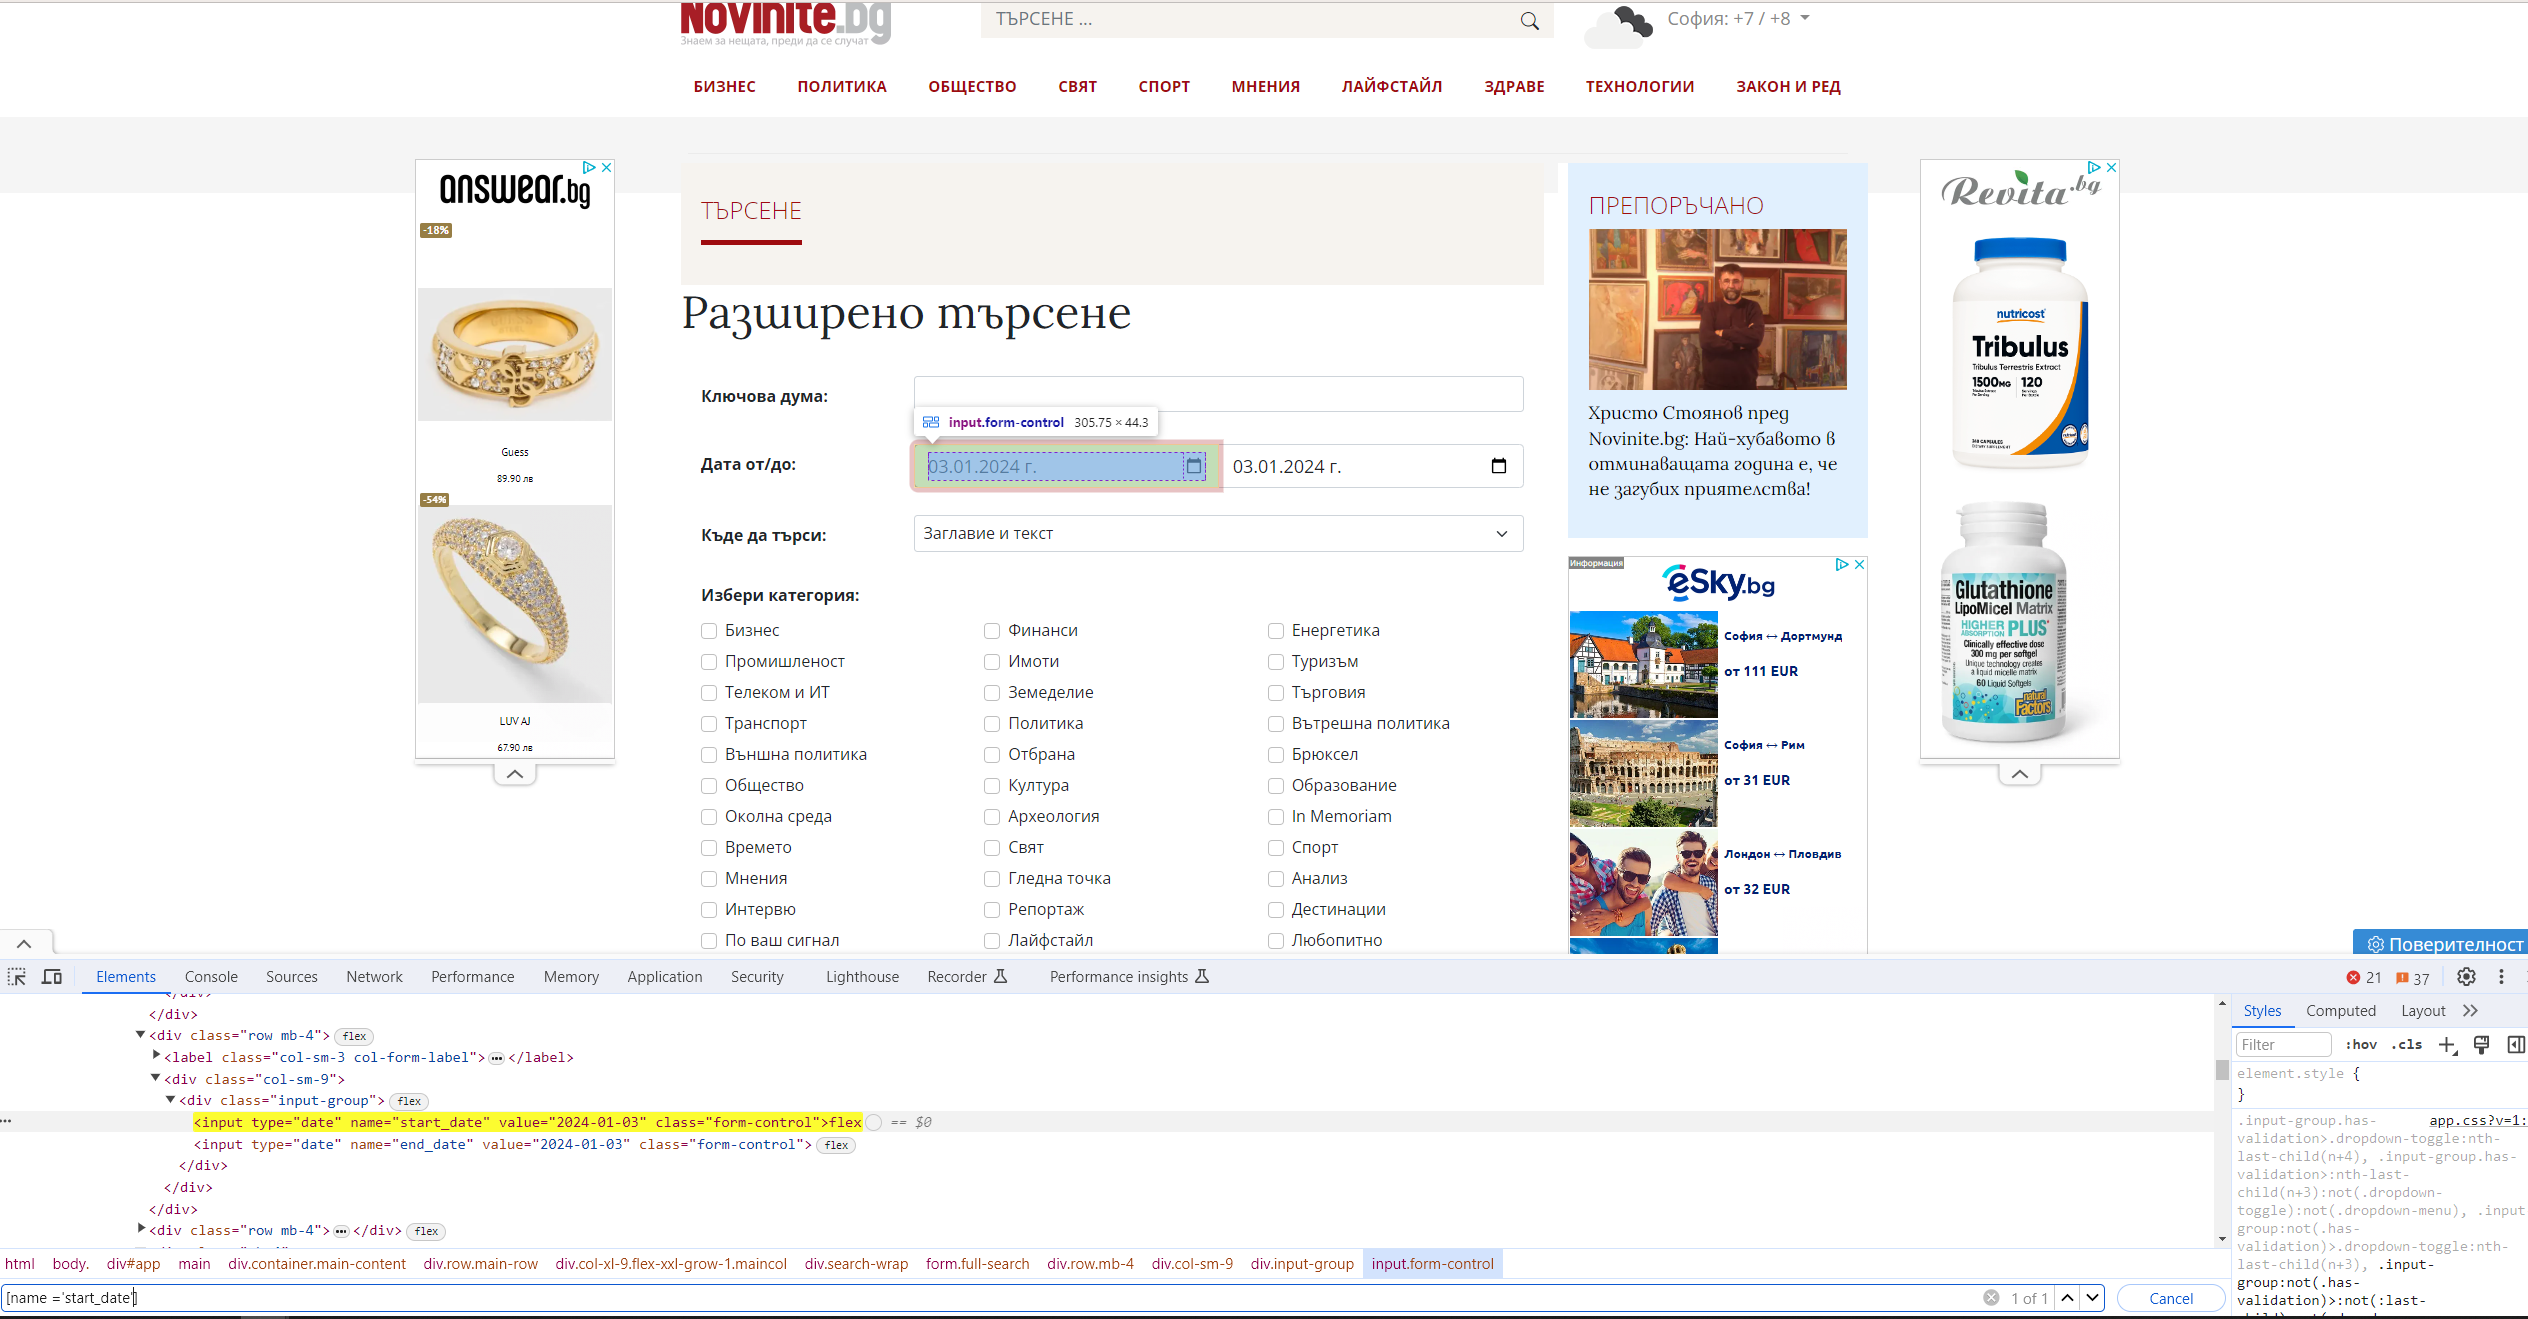 Novinite.bg
Знаем за нещата, преди да се случат
ТЪРСЕНЕ ...
София: +7 / +8
БИЗНЕС ПОЛИТИКА ОБЩЕСТВО СВЯТ СПОРТ МНЕНИЯ ЛАЙФСТАЙЛ ЗДРАВЕ ТЕХНОЛОГИИ ЗАКОН И РЕД
answear.bg
-18%
Guess
89.90 лв
-54%
LUV AJ
67.90 лв
ТЪРСЕНЕ
Разширено търсене
Ключова дума:
input.form-control 305.75 × 44.3
Дата от/до:
03.01.2024 г.
03.01.2024 г.
Къде да търси:
Заглавие и текст
Избери категория:
Бизнес Финанси Енергетика
Промишленост Имоти Туризъм
Телеком и ИТ Земеделие Търговия
Транспорт Политика Вътрешна политика
Външна политика Отбрана Брюксел
Общество Култура Образование
Околна среда Археология In Memoriam
Времето Свят Спорт
Мнения Гледна точка Анализ
Интервю Репортаж Дестинации
По ваш сигнал Лайфстайл Любопитно
ПРЕПОРЪЧАНО
Христо Стоянов пред
Novinite.bg: Най-хубавото в
отминаващата година е, че
не загубих приятелства!
Информация
eSky.bg
София ↔ Дортмунд
от 111 EUR
София ↔ Рим
от 31 EUR
Лондон ↔ Пловдив
от 32 EUR
Revita.bg
nutricost
Tribulus
Tribulus Terrestris Extract
1500MG 120
Glutathione
LipoMicel Matrix
HIGHER
ABSORPTION PLUS
Clinically effective dose
300 mg per softgel
Unique technology creates
a liquid micelle matrix
60 Liquid Softgels
natural
Factors
Поверителност
Elements Console Sources Network Performance Memory Application Security Lighthouse Recorder Performance insights 21 37
</div>
</div>
<div class="row mb-4"> flex
<label class="col-sm-3 col-form-label">…</label>
<div class="col-sm-9">
<div class="input-group"> flex
<input type="date" name="start_date" value="2024-01-03" class="form-control">flex == $0
<input type="date" name="end_date" value="2024-01-03" class="form-control"> flex
</div>
</div>
</div>
<div class="row mb-4">…</div> flex
html body. div#app main div.container.main-content div.row.main-row div.col-xl-9.flex-xxl-grow-1.maincol div.search-wrap form.full-search div.row.mb-4 div.col-sm-9 div.input-group input.form-control
[name ='start_date']
1 of 1
Cancel
Styles Computed Layout
Filter :hov .cls
element.style {
}
.input-group.has- app.css?v=1:
validation>.dropdown-toggle:nth-
last-child(n+4), .input-group.has-
validation>:nth-last-
child(n+3):not(.dropdown-
toggle):not(.dropdown-menu), .input
group:not(.has-
validation)>.dropdown-toggle:nth-
last-child(n+3), .input-
group:not(.has-
validation)>:not(:last-